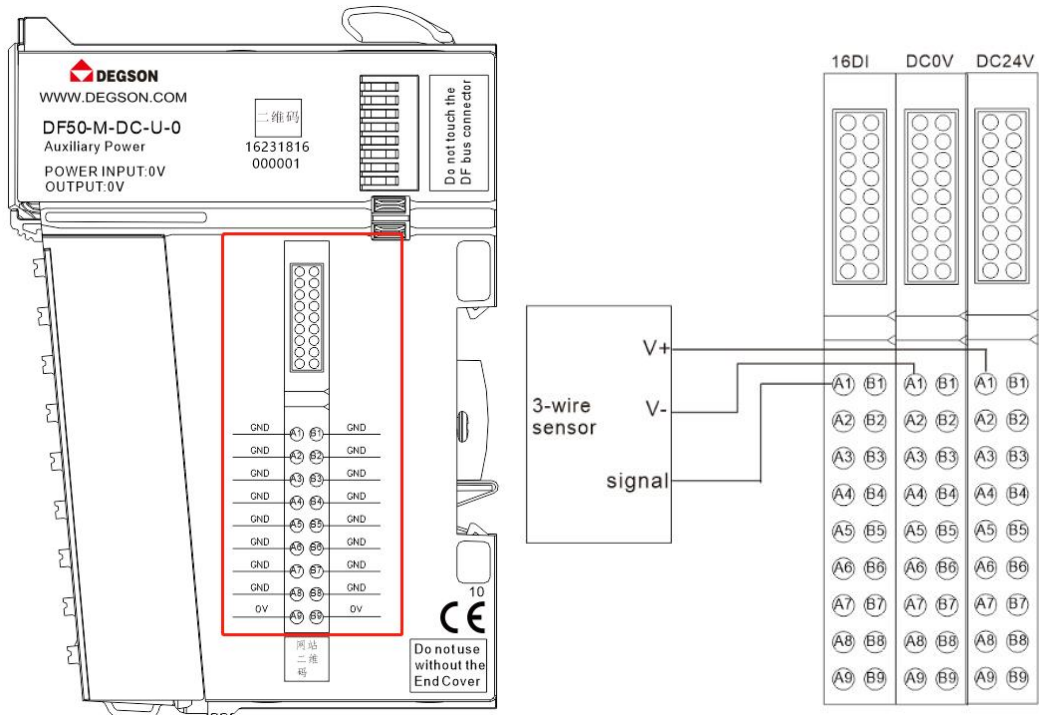 DEGSON
WWW.DEGSON.COM
DF50-M-DC-U-0
Auxiliary Power
POWER INPUT:0V
OUTPUT:0V
二维码
16231816
000001
Do not touch the
DF bus connector
GND A1 B1 GND
GND A2 B2 GND
GND A3 B3 GND
GND A4 B4 GND
GND A5 B5 GND
GND A6 B6 GND
GND A7 B7 GND
GND A8 B8 GND
0V A9 B9 0V
网站
二维
码
10
CE
Do not use
without the
End Cover
3-wire
sensor
V+
V-
signal
16DI DC0V DC24V
A1 B1 A1 B1 A1 B1
A2 B2 A2 B2 A2 B2
A3 B3 A3 B3 A3 B3
A4 B4 A4 B4 A4 B4
A5 B5 A5 B5 A5 B5
A6 B6 A6 B6 A6 B6
A7 B7 A7 B7 A7 B7
A8 B8 A8 B8 A8 B8
A9 B9 A9 B9 A9 B9